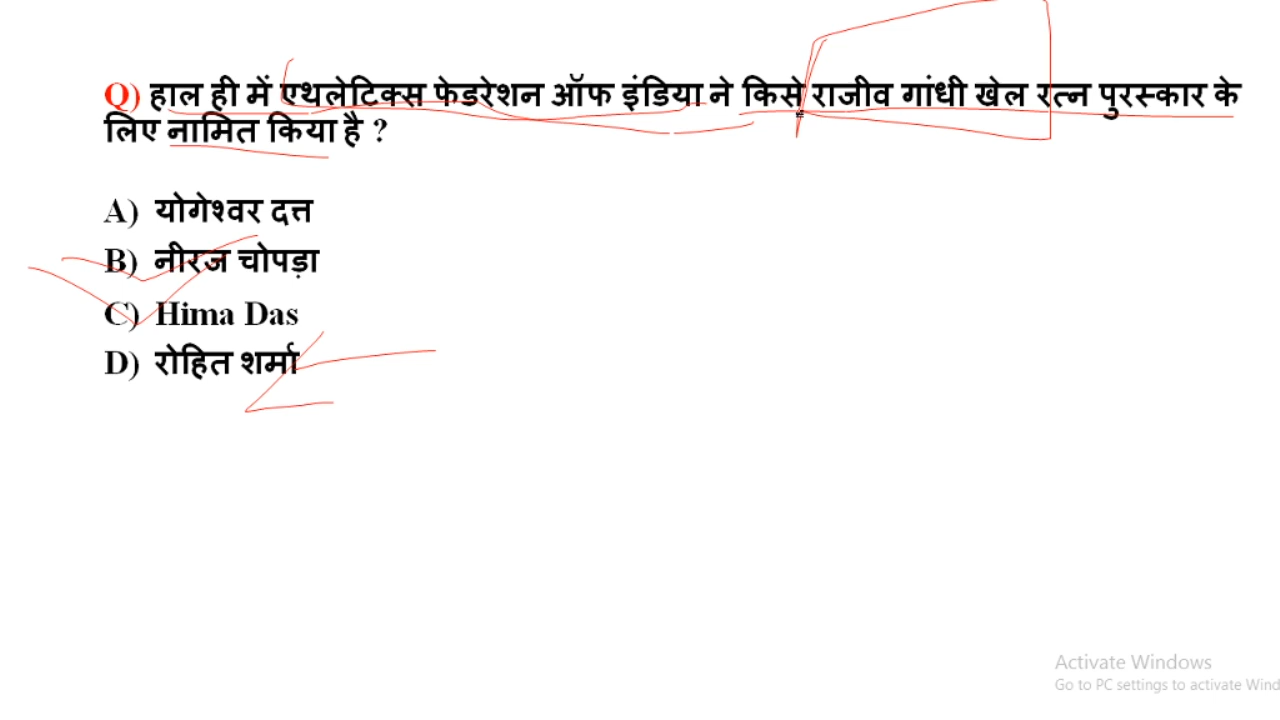 Q) हाल ही में एथलेटिक्स फेडरेशन ऑफ इंडिया ने किसे राजीव गांधी खेल रत्न पुरस्कार के
लिए नामित किया है ?
A) योगेश्वर दत्त
B) नीरज चोपड़ा
C) Hima Das
D) रोहित शर्मा
Activate Windows
Go to PC settings to activate Wind